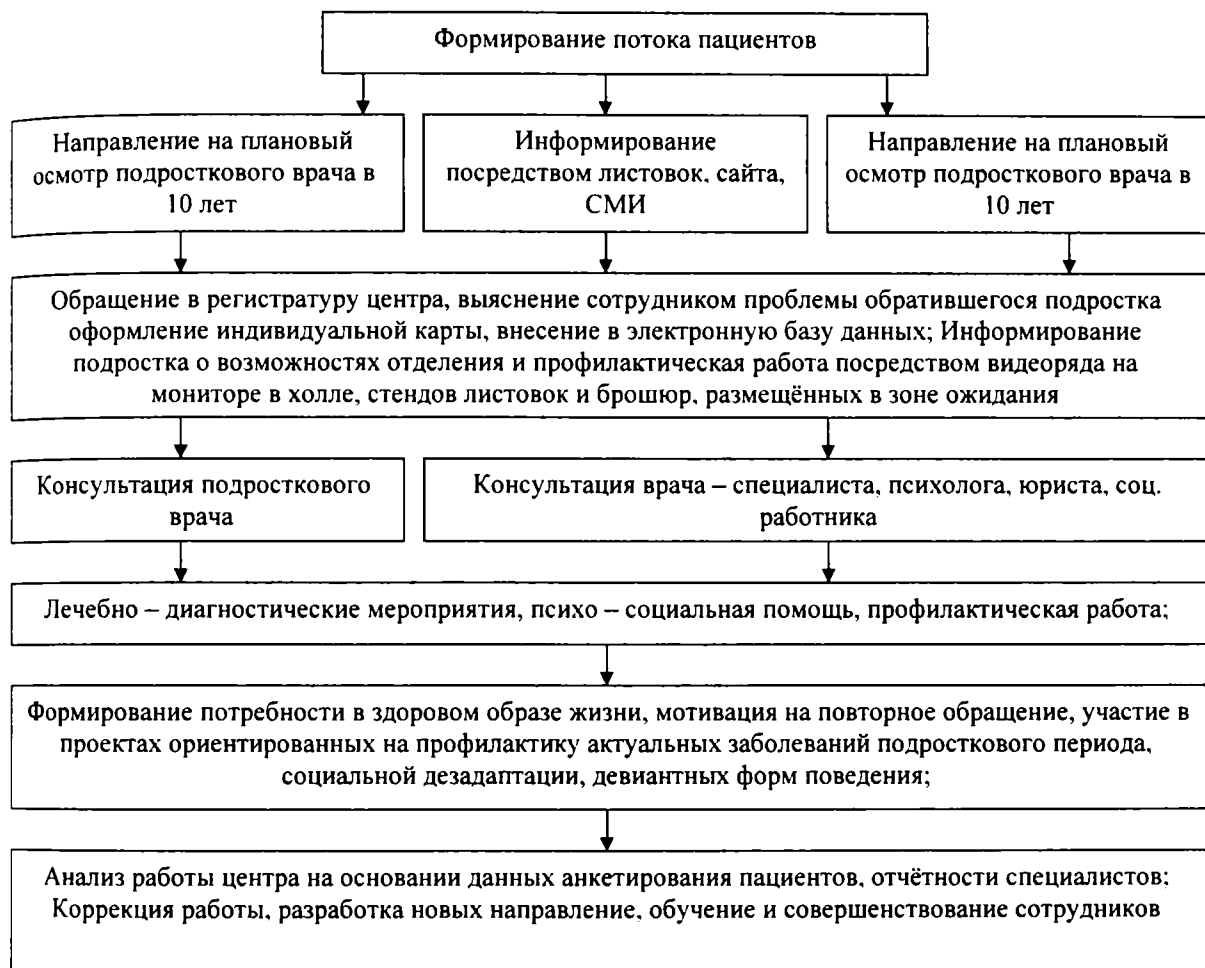 Формирование потока пациентов
Направление на плановый
осмотр подросткового врача в
10 лет
Информирование
посредством листовок, сайта,
СМИ
Направление на плановый
осмотр подросткового врача в
10 лет
Обращение в регистратуру центра, выяснение сотрудником проблемы обратившегося подростка
оформление индивидуальной карты, внесение в электронную базу данных; Информирование
подростка о возможностях отделения и профилактическая работа посредством видеоряда на
мониторе в холле, стендов листовок и брошюр, размещённых в зоне ожидания
Консультация подросткового
врача
Консультация врача – специалиста, психолога, юриста, соц.
работника
Лечебно – диагностические мероприятия, психо – социальная помощь, профилактическая работа;
Формирование потребности в здоровом образе жизни, мотивация на повторное обращение, участие в
проектах ориентированных на профилактику актуальных заболеваний подросткового периода,
социальной дезадаптации, девиантных форм поведения;
Анализ работы центра на основании данных анкетирования пациентов, отчётности специалистов;
Коррекция работы, разработка новых направление, обучение и совершенствование сотрудников